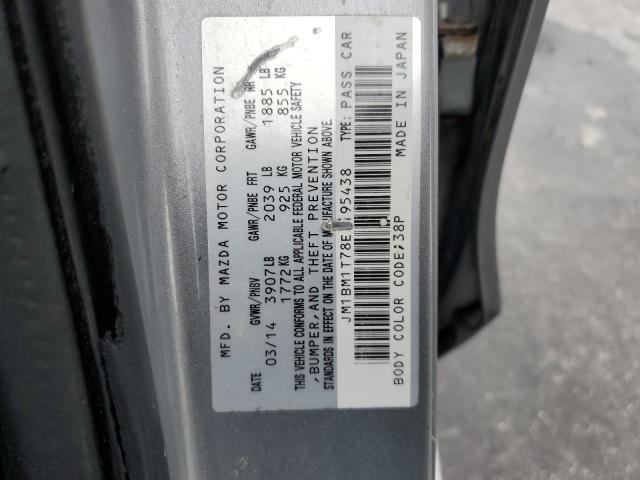 MFD. BY MAZDA MOTOR CORPORATION
DATE GVWR/PNBV GAWR/PNBE FRT GAWR/PNBE RR
03/14 3907LB 2039 LB 1885 LB
1772KG 925 KG 855 KG
THIS VEHICLE CONFORMS TO ALL APPLICABLE FEDERAL MOTOR VEHICLE SAFETY
,BUMPER,AND THEFT PREVENTION
STANDARDS IN EFFECT ON THE DATE OF MANUFACTURE SHOWN ABOVE.
JM1BM1T78E 195438 TYPE: PASS CAR
BODY COLOR CODE;38P MADE IN JAPAN